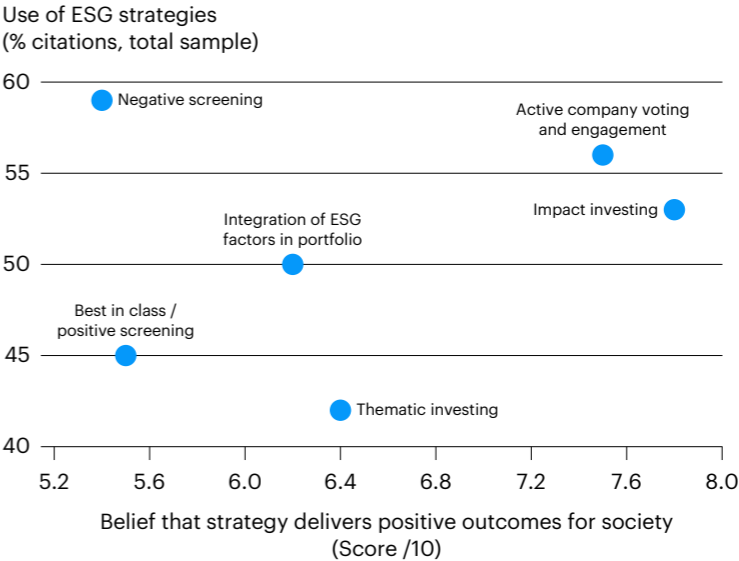 Use of ESG strategies
(% citations, total sample)
60
Negative screening
Active company voting
and engagement
55
Impact investing
Integration of ESG
factors in portfolio
50
Best in class /
positive screening
45
Thematic investing
40
5.2 5.6 6.0 6.4 6.8 7.2 7.6 8.0
Belief that strategy delivers positive outcomes for society
(Score /10)